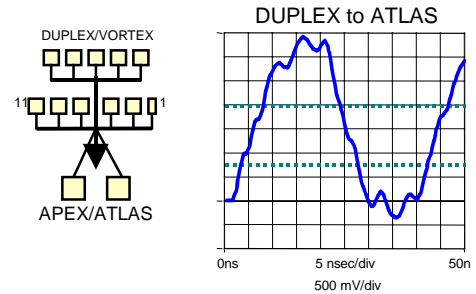 DUPLEX/VORTEX
11
1
APEX/ATLAS
DUPLEX to ATLAS
0ns
5 nsec/div
50n
500 mV/div